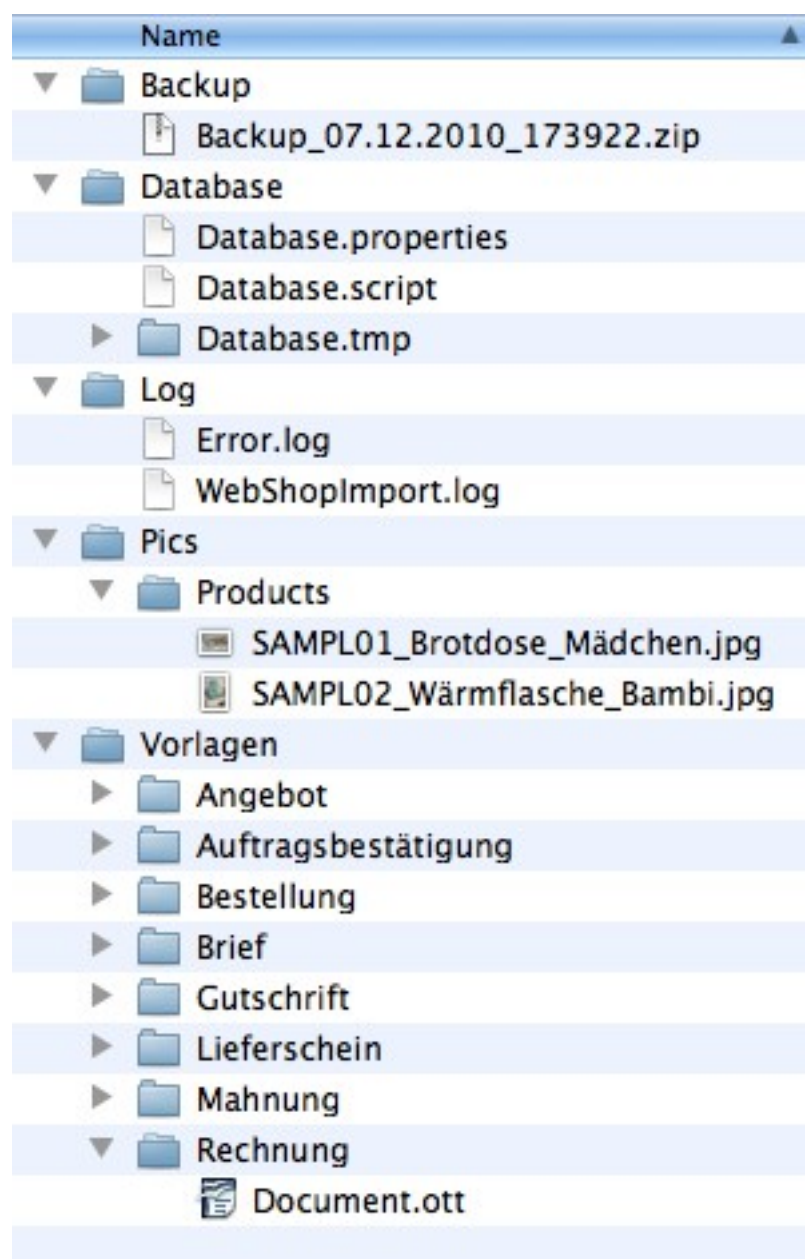 Name
Backup
Backup_07.12.2010_173922.zip
Database
Database.properties
Database.script
Database.tmp
Log
Error.log
WebShopImport.log
Pics
Products
SAMPL01_Brotdose_Mädchen.jpg
SAMPL02_Wärmflasche_Bambi.jpg
Vorlagen
Angebot
Auftragsbestätigung
Bestellung
Brief
Gutschrift
Lieferschein
Mahnung
Rechnung
Document.ott